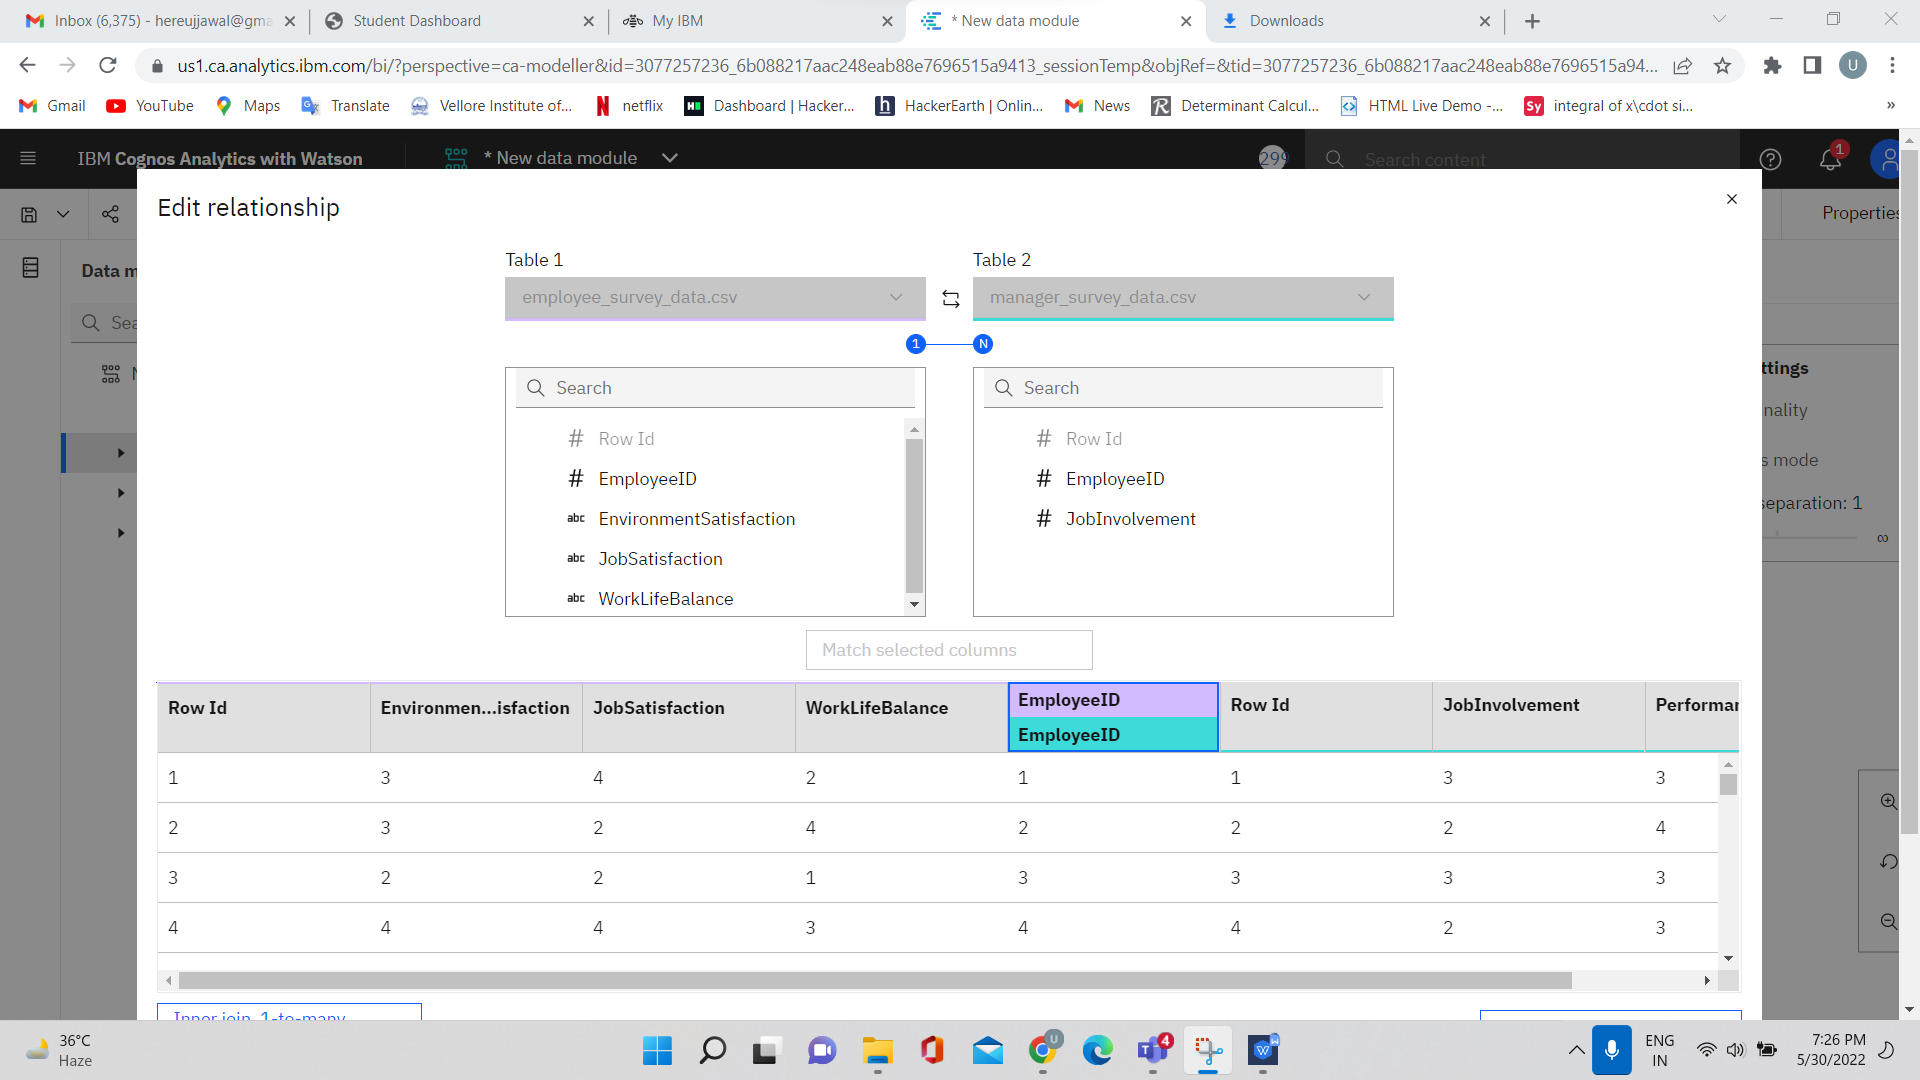 Inbox (6,375) - hereujjawal@gma
Student Dashboard
My IBM
* New data module
Downloads
us1.ca.analytics.ibm.com/bi/?perspective=ca-modeller&id=3077257236_6b088217aac248eab88e7696515a9413_sessionTemp&objRef=&tid=3077257236_6b088217aac248eab88e7696515a94...
U
Gmail
YouTube
Maps
Translate
Vellore Institute of...
netflix
Dashboard | Hacker...
HackerEarth | Onlin...
News
Determinant Calcul...
HTML Live Demo -...
Sy
integral of x\cdot si...
»
IBM Cognos Analytics with Watson
* New data module
299
Search content
1
Properties
Edit relationship
Data m
Sea
Table 1
Table 2
employee_survey_data.csv
manager_survey_data.csv
1
N
Search
Search
Row Id
EmployeeID
abc EnvironmentSatisfaction
abc JobSatisfaction
abc WorkLifeBalance
Row Id
EmployeeID
JobInvolvement
ttings
nality
s mode
separation: 1
∞
Match selected columns
Row Id Environmen...isfaction JobSatisfaction WorkLifeBalance EmployeeID Row Id JobInvolvement Performar
EmployeeID
1 3 4 2 1 1 3 3
2 3 2 4 2 2 2 4
3 2 2 1 3 3 3 3
4 4 4 3 4 4 2 3
Inner join, 1-to-many
36°C
Haze
U
4
W
ENG
IN
7:26 PM
5/30/2022